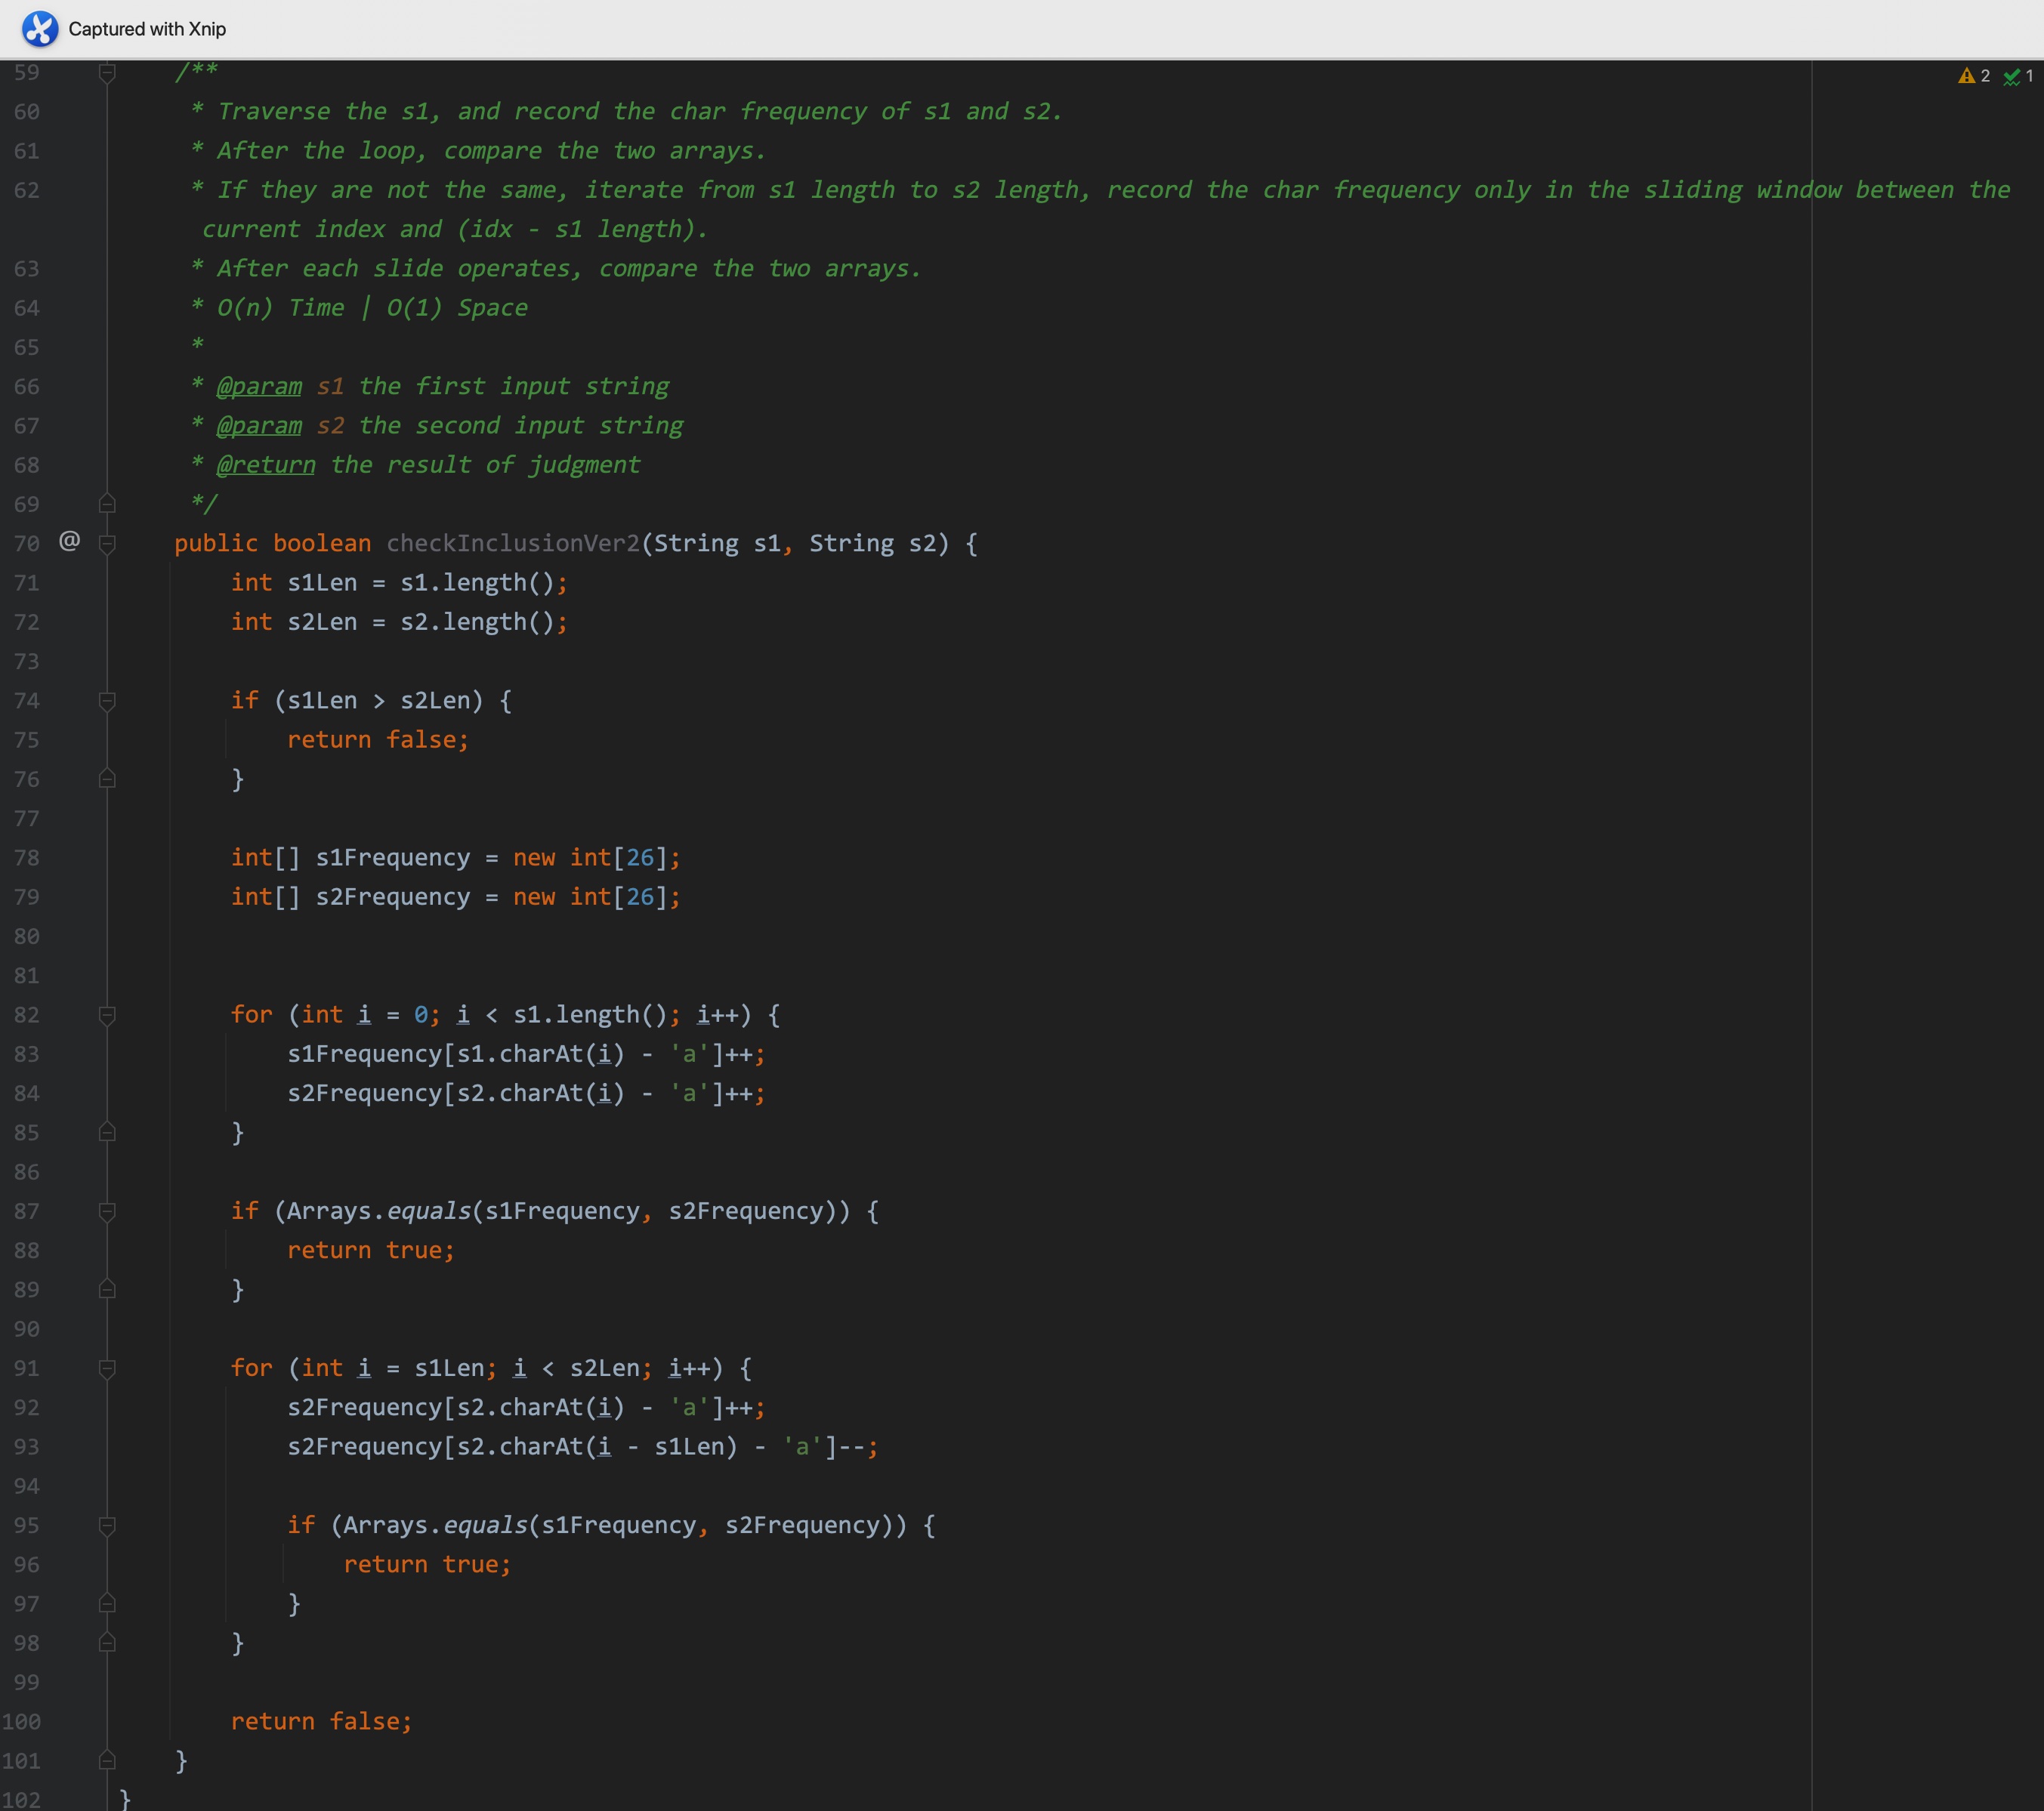 Captured with Xnip
2 1
59 /**
60 * Traverse the s1, and record the char frequency of s1 and s2.
61 * After the loop, compare the two arrays.
62 * If they are not the same, iterate from s1 length to s2 length, record the char frequency only in the sliding window between the
current index and (idx - s1 length).
63 * After each slide operates, compare the two arrays.
64 * O(n) Time | O(1) Space
65 *
66 * @param s1 the first input string
67 * @param s2 the second input string
68 * @return the result of judgment
69 */
70 @ public boolean checkInclusionVer2(String s1, String s2) {
71 int s1Len = s1.length();
72 int s2Len = s2.length();
73
74 if (s1Len > s2Len) {
75 return false;
76 }
77
78 int[] s1Frequency = new int[26];
79 int[] s2Frequency = new int[26];
80
81
82 for (int i = 0; i < s1.length(); i++) {
83 s1Frequency[s1.charAt(i) - 'a']++;
84 s2Frequency[s2.charAt(i) - 'a']++;
85 }
86
87 if (Arrays.equals(s1Frequency, s2Frequency)) {
88 return true;
89 }
90
91 for (int i = s1Len; i < s2Len; i++) {
92 s2Frequency[s2.charAt(i) - 'a']++;
93 s2Frequency[s2.charAt(i - s1Len) - 'a']--;
94
95 if (Arrays.equals(s1Frequency, s2Frequency)) {
96 return true;
97 }
98 }
99
100 return false;
101 }
102 }